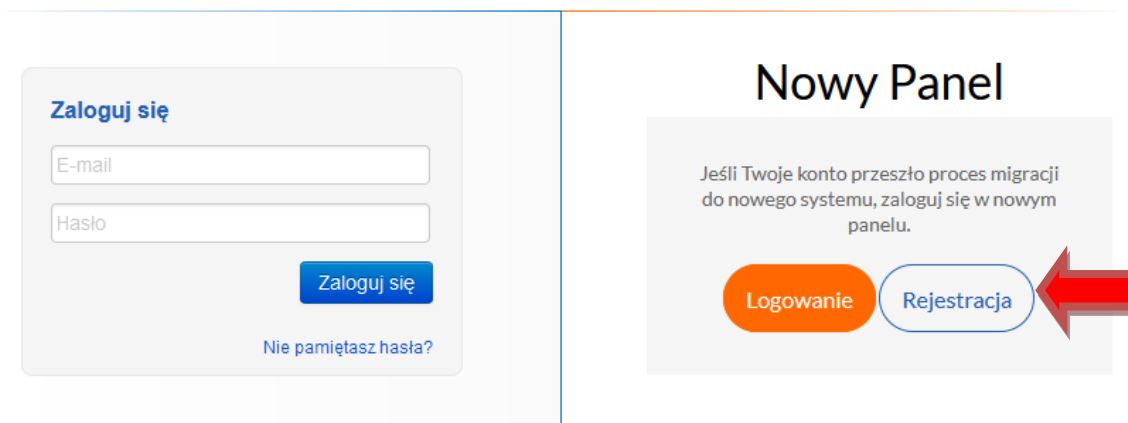 Zaloguj się
E-mail
Hasło
Zaloguj się
Nie pamiętasz hasła?
Nowy Panel
Jeśli Twoje konto przeszło proces migracji
do nowego systemu, zaloguj się w nowym
panelu.
Logowanie
Rejestracja